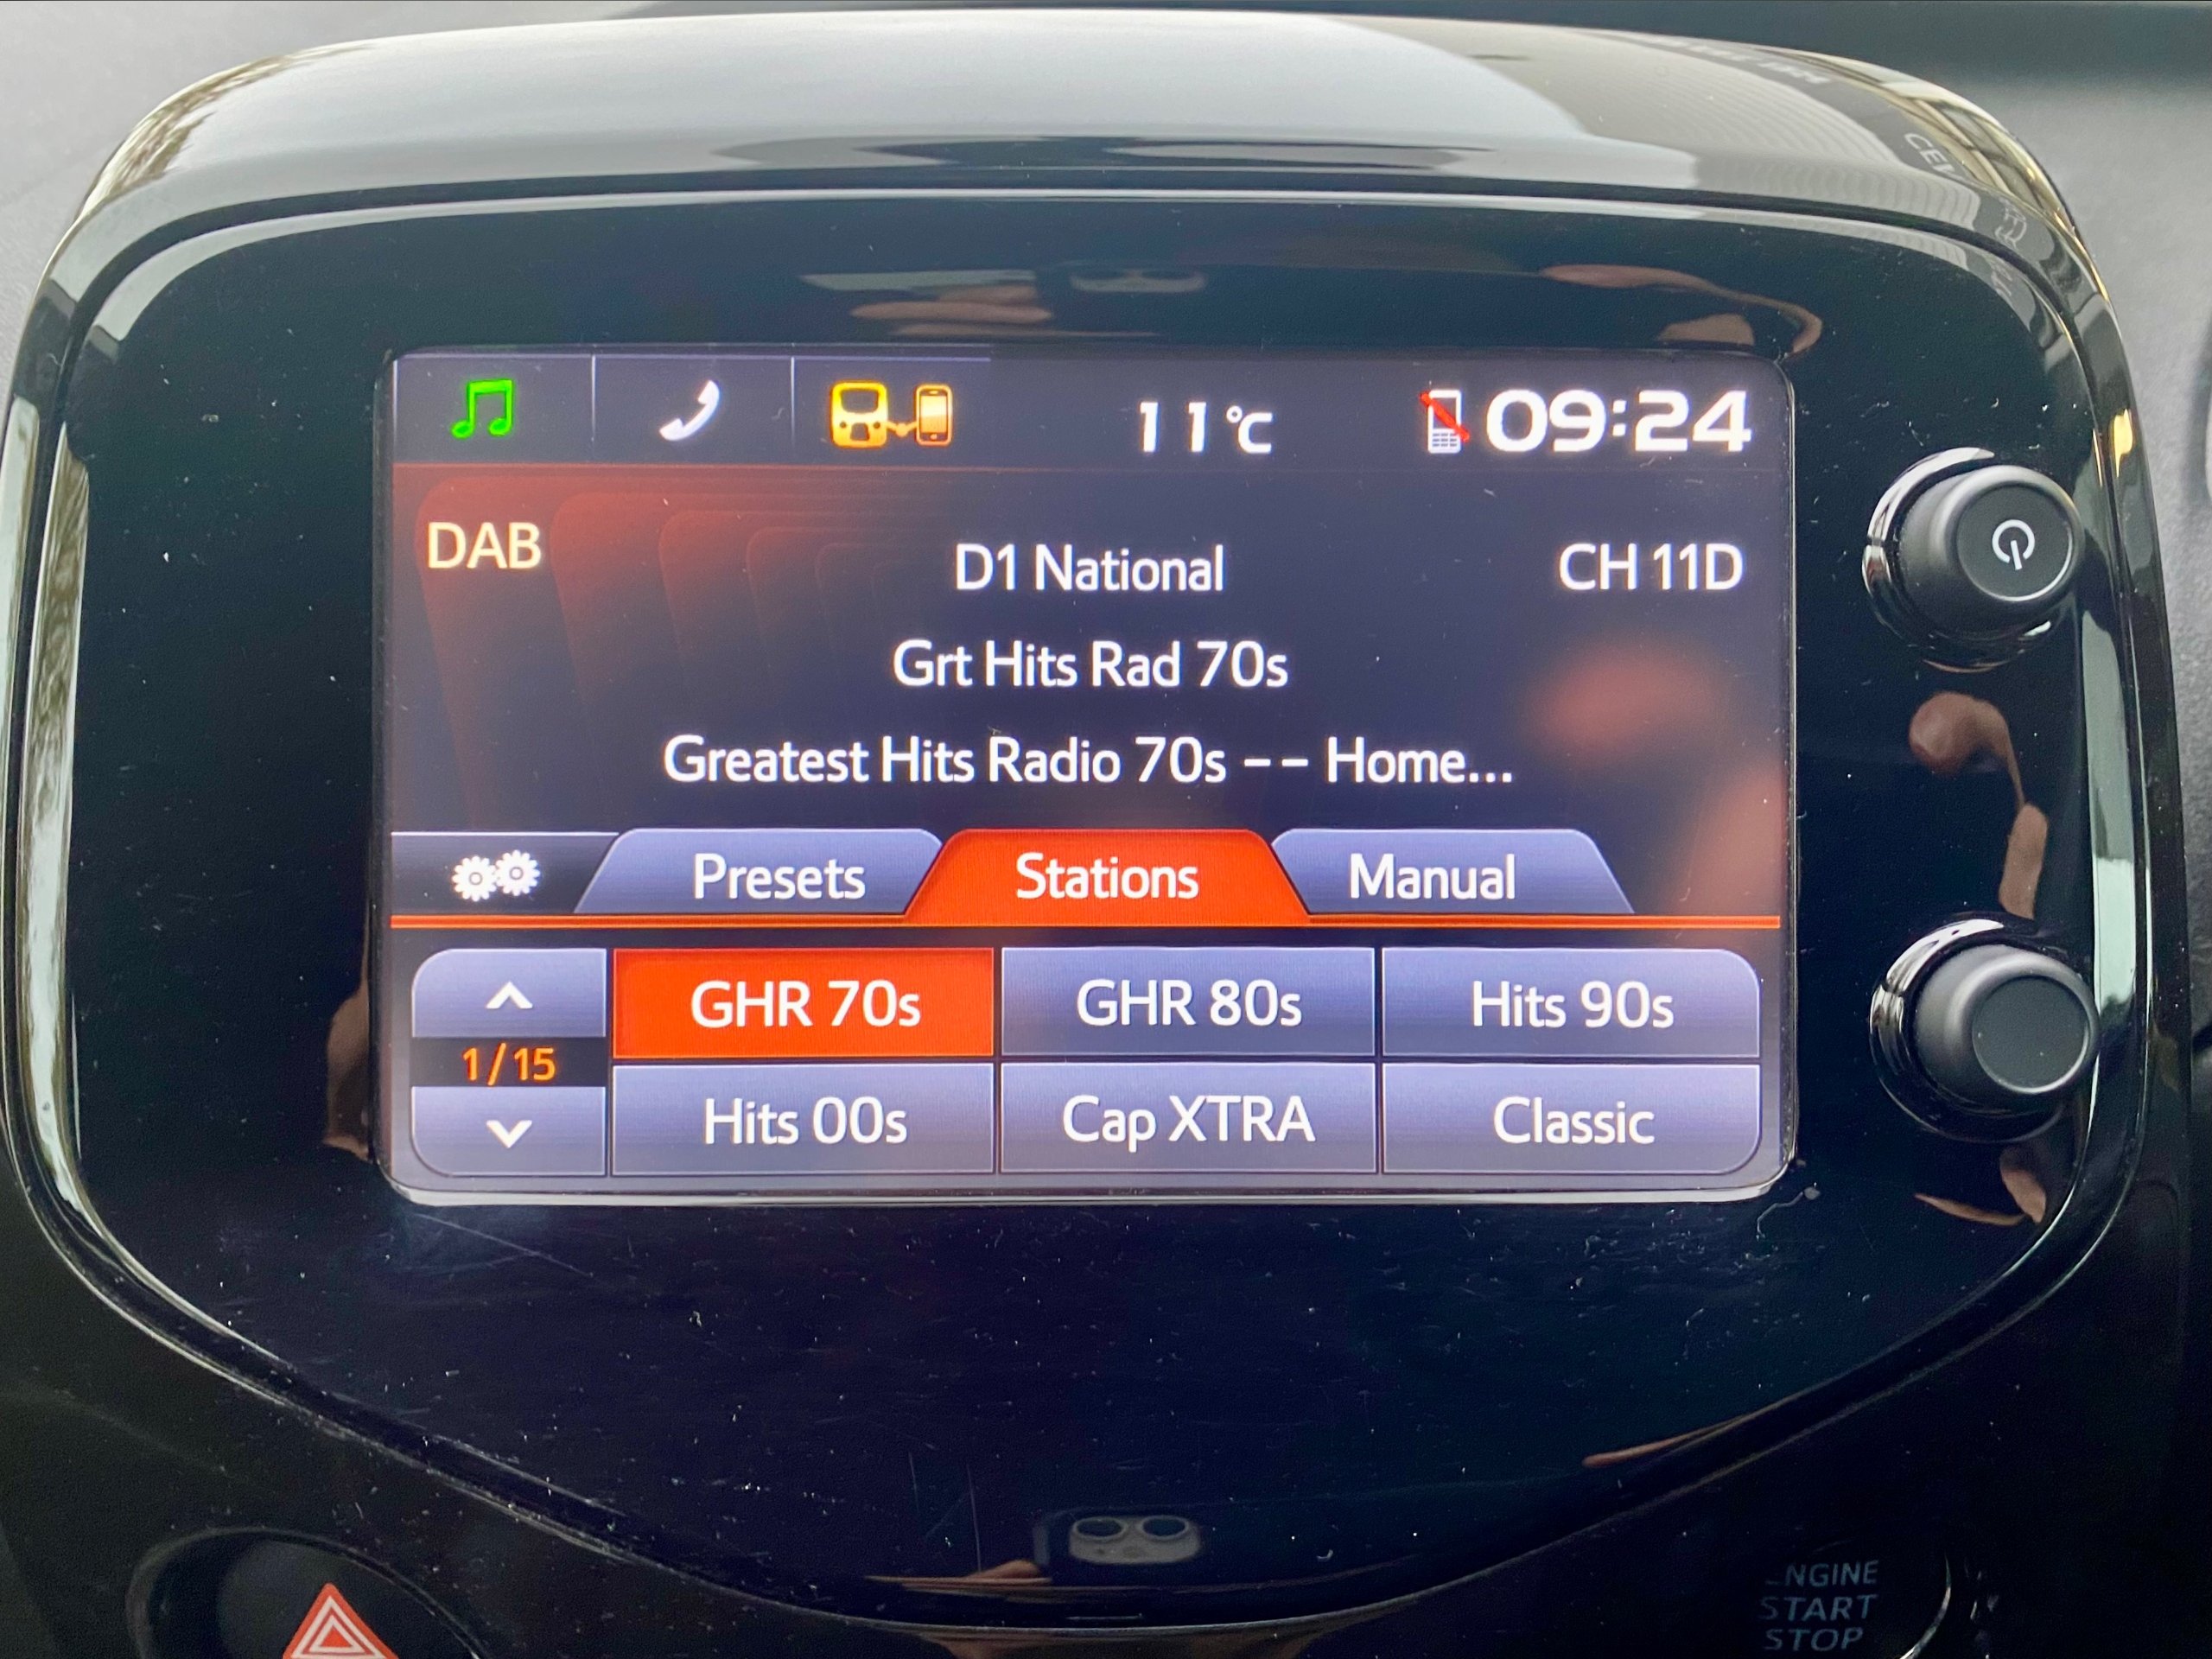 11°C
09:24
DAB
D1 National
CH 11D
Grt Hits Rad 70s
Greatest Hits Radio 70s -- Home...
Presets
Stations
Manual
GHR 70s
GHR 80s
Hits 90s
1/15
Hits 00s
Cap XTRA
Classic
ENGINE
START
STOP